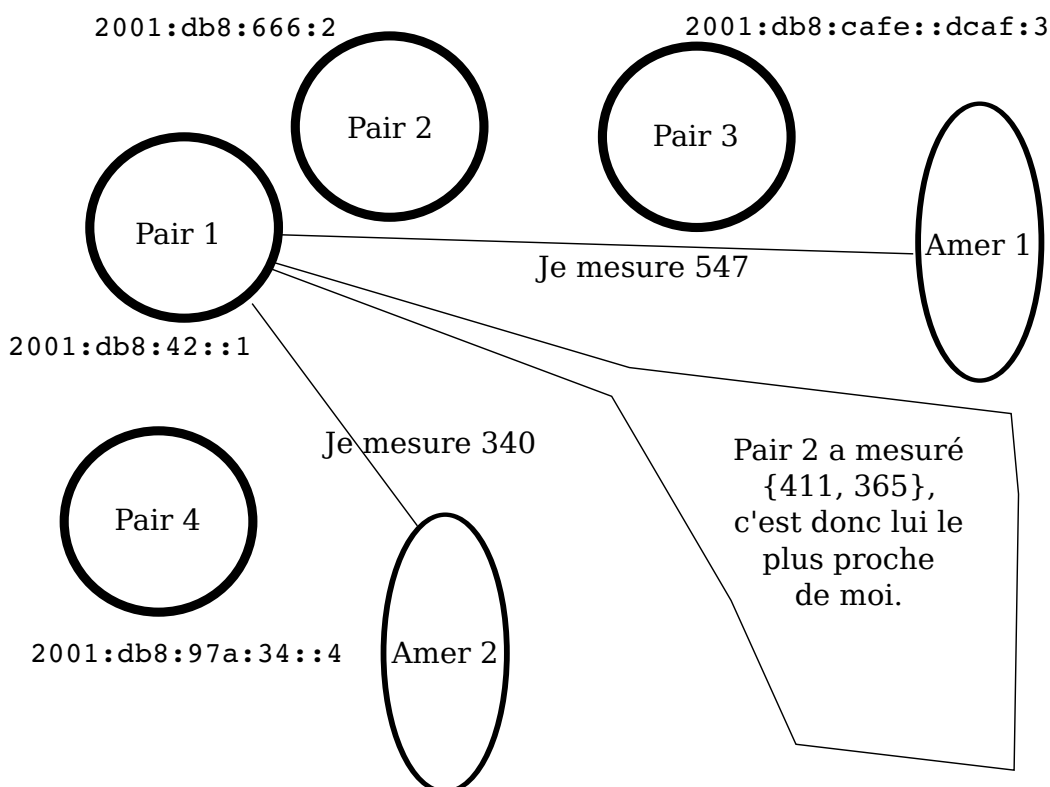 2001:db8:666:2
2001:db8:cafe::dcaf:3
Pair 2
Pair 3
Pair 1
Amer 1
Je mesure 547
2001:db8:42::1
Je mesure 340
Pair 2 a mesuré
{411, 365},
c'est donc lui le
plus proche
de moi.
Pair 4
2001:db8:97a:34::4
Amer 2